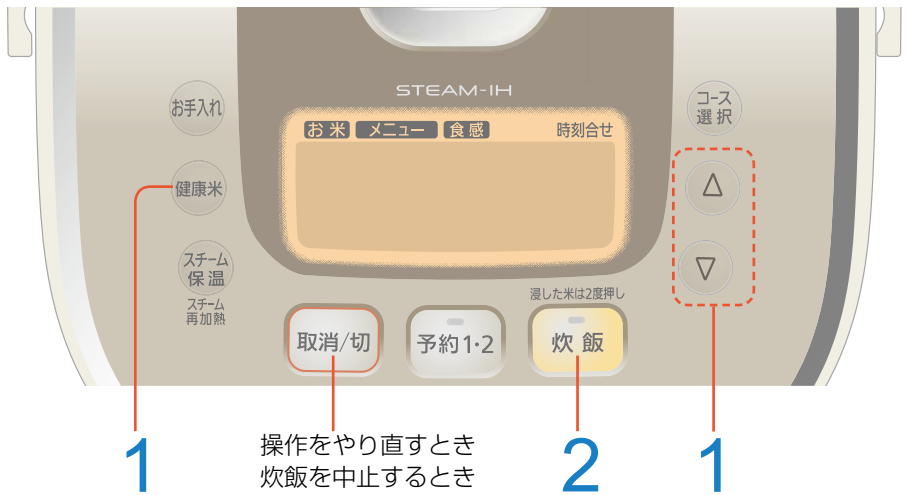 STEAM-IH
お手入れ
コース
選択
お米 メニュー 食感 時刻合せ
健康米
△
スチーム
保温
▽
スチーム
再加熱
浸した米は2度押し
取消/切
予約1・2
炊飯
1
操作をやり直すとき
炊飯を中止するとき
2
1